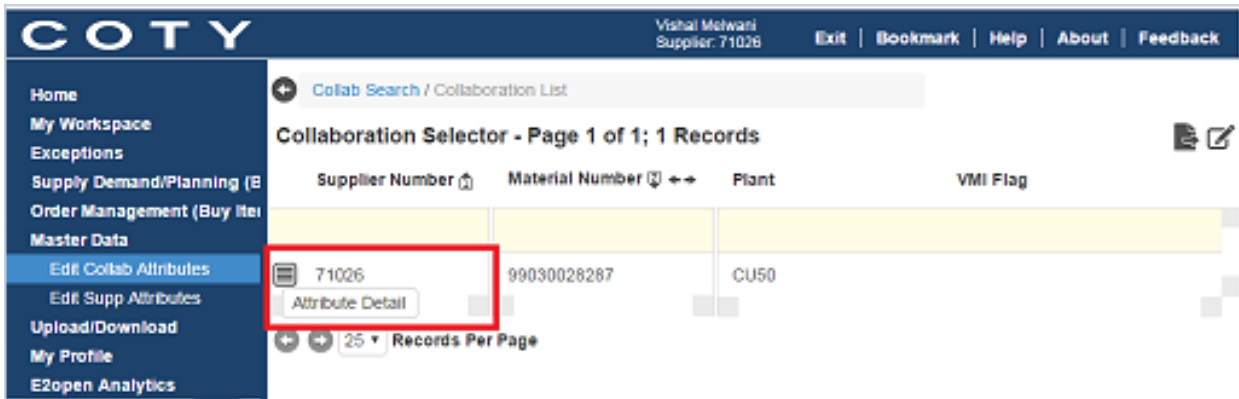 COTY
Vishal Melwani
Supplier: 71026
Exit | Bookmark | Help | About | Feedback
Home
My Workspace
Exceptions
Supply Demand/Planning (B
Order Management (Buy Iter
Master Data
Edit Collab Attributes
Edit Supp Attributes
Upload/Download
My Profile
E2open Analytics
Collab Search / Collaboration List
Collaboration Selector - Page 1 of 1; 1 Records
Supplier Number Material Number Plant VMI Flag
71026 99030028287 CU50
Attribute Detail
25 Records Per Page